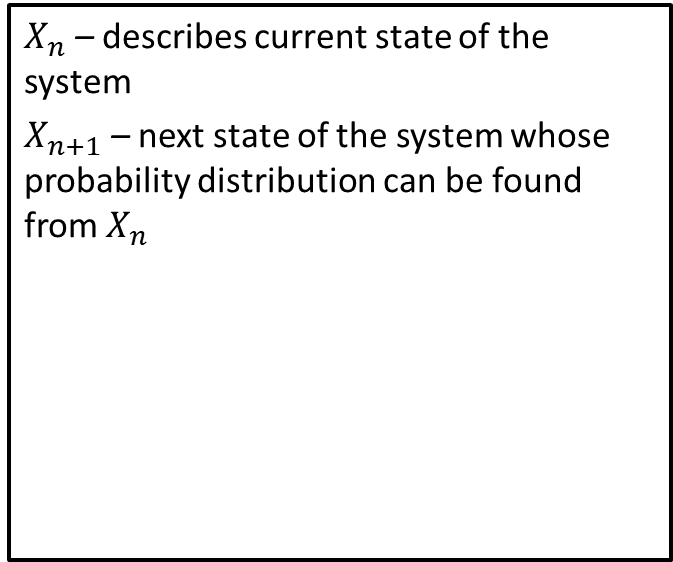 Xₙ – describes current state of the
system
Xₙ₊₁ – next state of the system whose
probability distribution can be found
from Xₙ